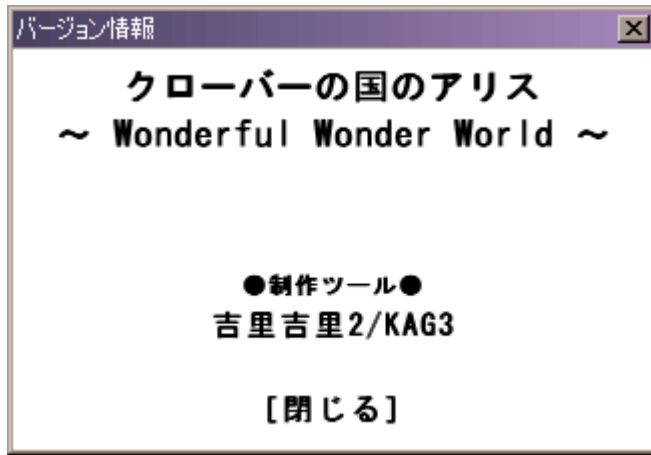 バージョン情報
クローバーの国のアリス
～ Wonderful Wonder World ～
●制作ツール●
吉里吉里2/KAG3
[閉じる]